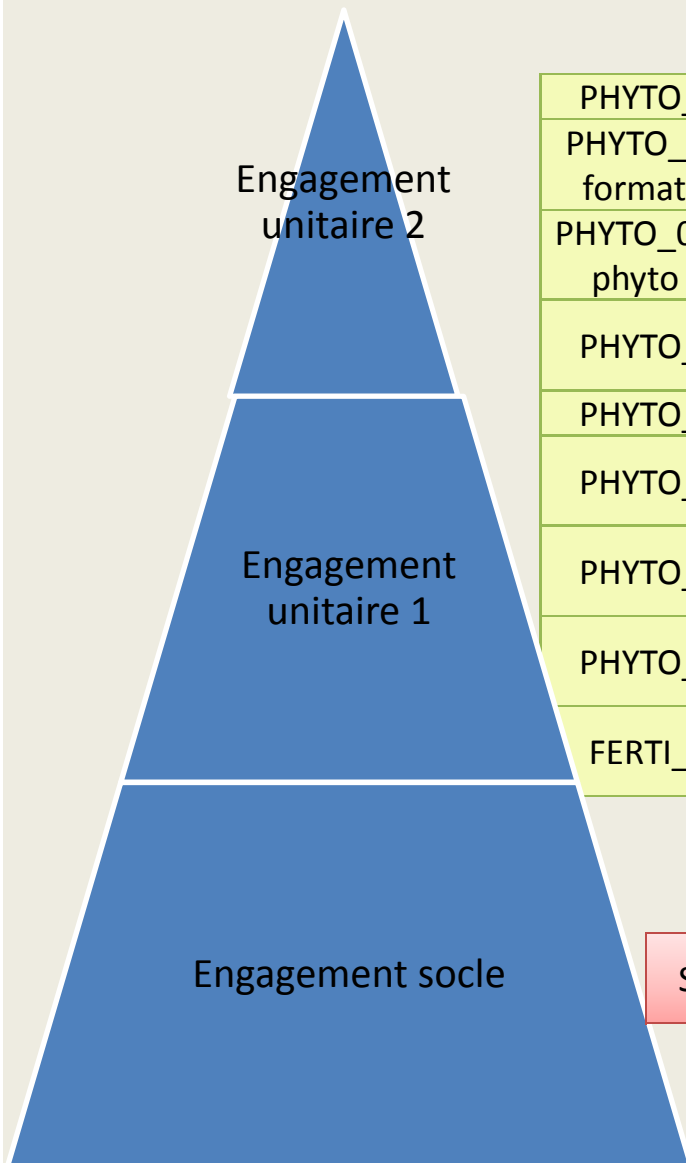 Engagement
unitaire 2
Engagement
unitaire 1
Engagement socle
PHYTO_
PHYTO_
format
PHYTO_0
phyto
PHYTO_
PHYTO_
PHYTO_
PHYTO_
PHYTO_
FERTI_
S